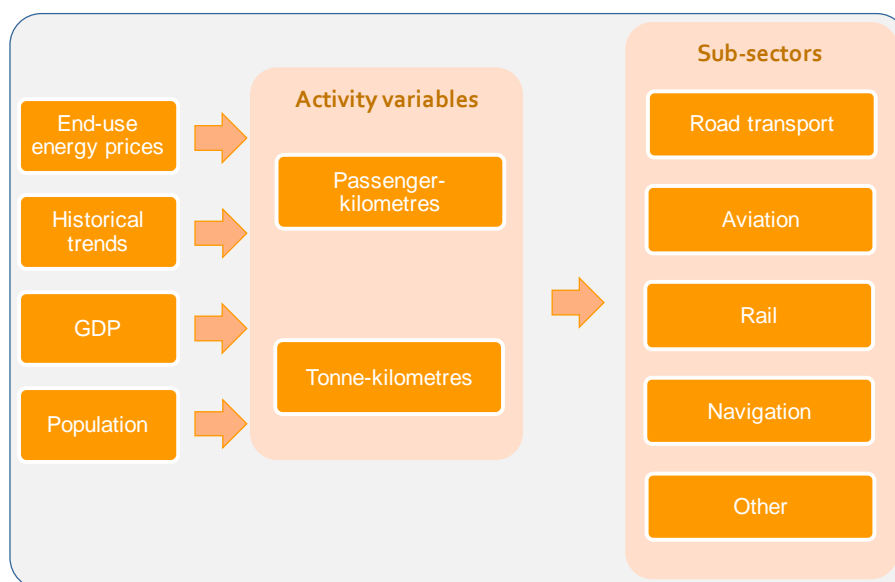 End-use
energy prices
Historical
trends
GDP
Population
Activity variables
Passenger-
kilometres
Tonne-kilometres
Sub-sectors
Road transport
Aviation
Rail
Navigation
Other